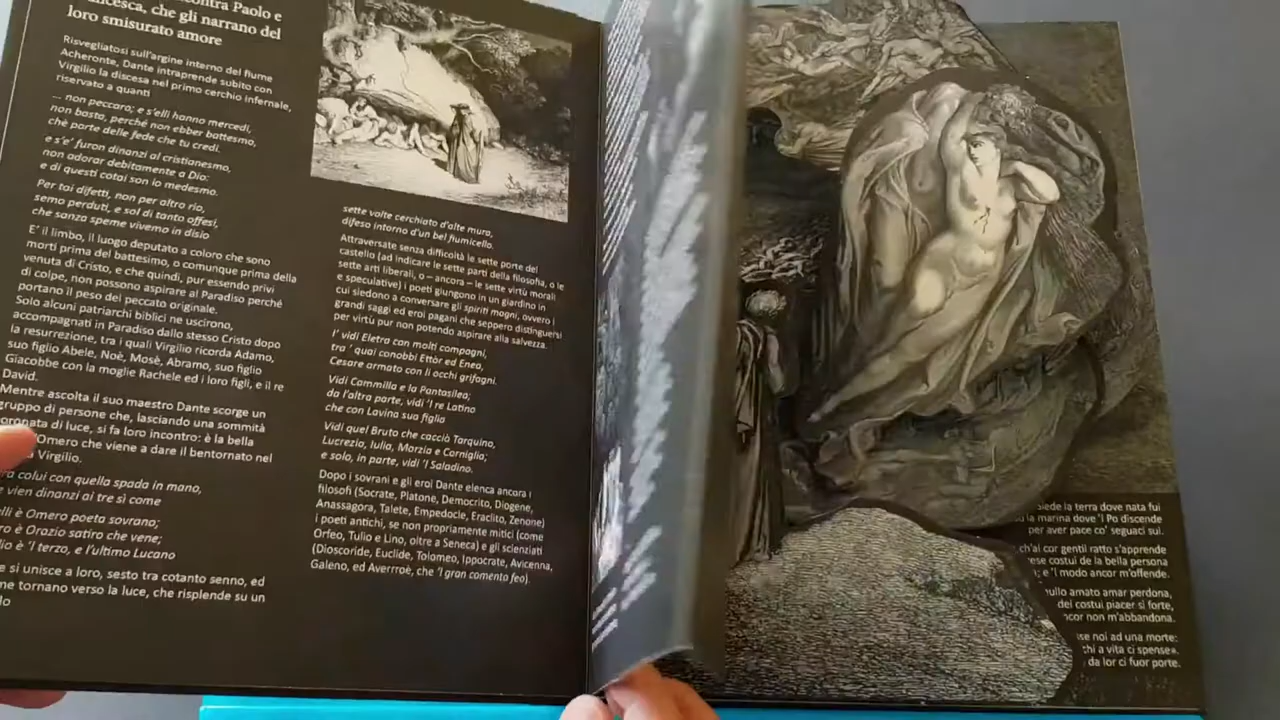 contra Paolo e
ncesca, che gli narrano del
loro smisurato amore
Risvegliatosi sull'argine interno del fiume
Acheronte, Dante intraprende subito con
Virgilio la discesa nel primo cerchio infernale,
riservato a quanti
... non peccaro; e s'elli hanno mercedi,
non basta, perché non ebber battesmo,
ché porta della fede che tu credi.
e s'e' furon dinanzi al cristianesmo,
non adorar debitamente a Dio:
e di questi cotai son io medesmo.
Per tai difetti, non per altro rio,
semo perduti, e sol di tanto offesi,
che sanza speme vivemo in disio
E' il limbo, il luogo deputato a coloro che sono
morti prima del battesimo, o comunque prima della
venuta di Cristo, e che quindi, pur essendo privi
di colpe, non possono aspirare al Paradiso perché
portano il peso del peccato originale.
Solo alcuni patriarchi biblici ne uscirono,
accompagnati in Paradiso dallo stesso Cristo dopo
la resurrezione, tra i quali Virgilio ricorda Adamo,
suo figlio Abele, Noè, Mosè, Abramo, suo figlio
Giacobbe con la moglie Rachele ed i loro figli, e il re
David.
Mentre ascolta il suo maestro Dante scorge un
gruppo di persone che, lasciando una sommità
coronata di luce, si fa loro incontro: è la bella
Omero che viene a dare il bentornato nel
a Virgilio.
colui con quella spada in mano,
vien dinanzi ai tre sì come
elli è Omero poeta sovrano;
ro è Orazio satiro che vene;
io è 'l terzo, e l'ultimo Lucano
e si unisce a loro, sesto tra cotanto senno, ed
me tornano verso la luce, che risplende su un
lo
sette volte cerchiato d'alte mura,
difeso intorno d'un bel fiumicello.
Attraversate senza difficoltà le sette porte del
castello (ad indicare le sette parti della filosofia, o le
sette arti liberali, o – ancora – le sette virtù morali
e speculative) i poeti giungono in un giardino in
cui siedono a conversare gli spiriti magni, ovvero i
grandi saggi ed eroi pagani che seppero distinguersi
per virtù pur non potendo aspirare alla salvezza.
I' vidi Eletra con molti compagni,
tra ' quai conobbi Ettòr ed Enea,
Cesare armato con li occhi grifagni.
Vidi Cammilla e la Pantasilea;
da l'altra parte, vidi 'l re Latino
che con Lavina sua figlia
Vidi quel Bruto che cacciò Tarquino,
Lucrezia, Iulia, Marzia e Corniglia;
e solo, in parte, vidi 'l Saladino.
Dopo i sovrani e gli eroi Dante elenca ancora i
filosofi (Socrate, Platone, Democrito, Diogene,
Anassagora, Talete, Empedocle, Eraclito, Zenone)
i poeti antichi, se non propriamente mitici (come
Orfeo, Tulio e Lino, oltre a Seneca) e gli scienziati
(Dioscoride, Euclide, Tolomeo, Ippocrate, Avicenna,
Galeno, ed Averrroè, che 'l gran comento feo).
siede la terra dove nata fui
la marina dove 'l Po discende
per aver pace co' seguaci sui.
ch'al cor gentil ratto s'apprende
ese costui de la bella persona
; e 'l modo ancor m'offende.
nullo amato amar perdona,
del costui piacer sì forte,
ncor non m'abbandona.
se noi ad una morte:
chi a vita ci spense».
da lor ci fuor porte.